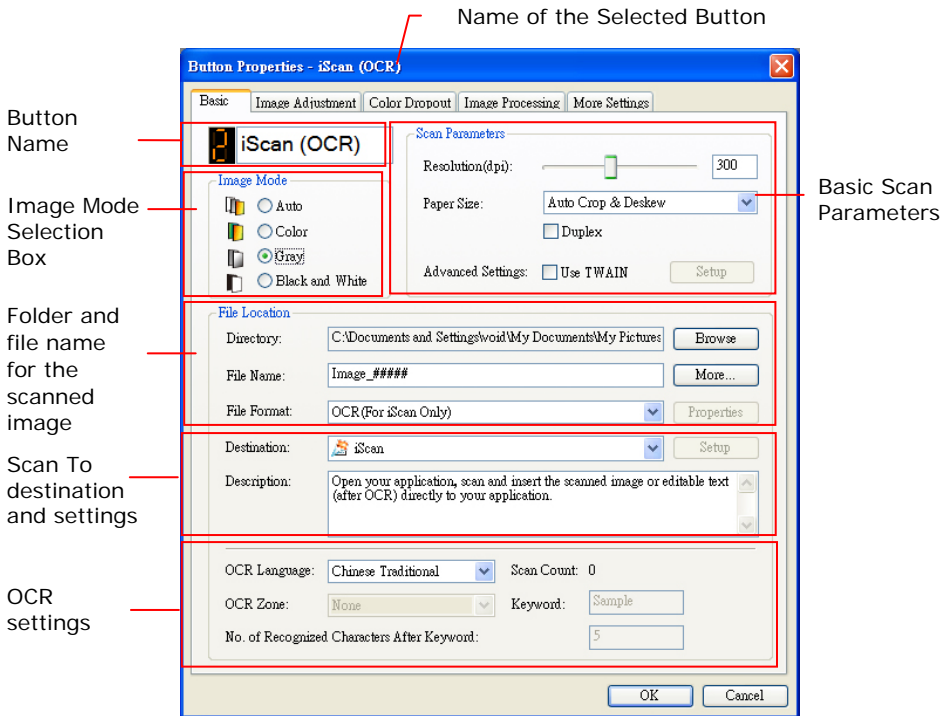 Name of the Selected Button
Button Properties - iScan (OCR)
Basic Image Adjustment Color Dropout Image Processing More Settings
Button
Name
2 iScan (OCR)
Image Mode
Selection
Box
Image Mode
Auto
Color
Gray
Black and White
Scan Parameters
Resolution(dpi): 300
Paper Size: Auto Crop & Deskew
Duplex
Advanced Settings: Use TWAIN Setup
Basic Scan
Parameters
Folder and
file name
for the
scanned
image
File Location
Directory: C:\Documents and Settings\void\My Documents\My Pictures Browse
File Name: Image_##### More...
File Format: OCR(For iScan Only) Properties
Scan To
destination
and settings
Destination: iScan Setup
Description: Open your application, scan and insert the scanned image or editable text
(after OCR) directly to your application.
OCR
settings
OCR Language: Chinese Traditional Scan Count: 0
OCR Zone: None Keyword: Sample
No. of Recognized Characters After Keyword: 5
OK Cancel